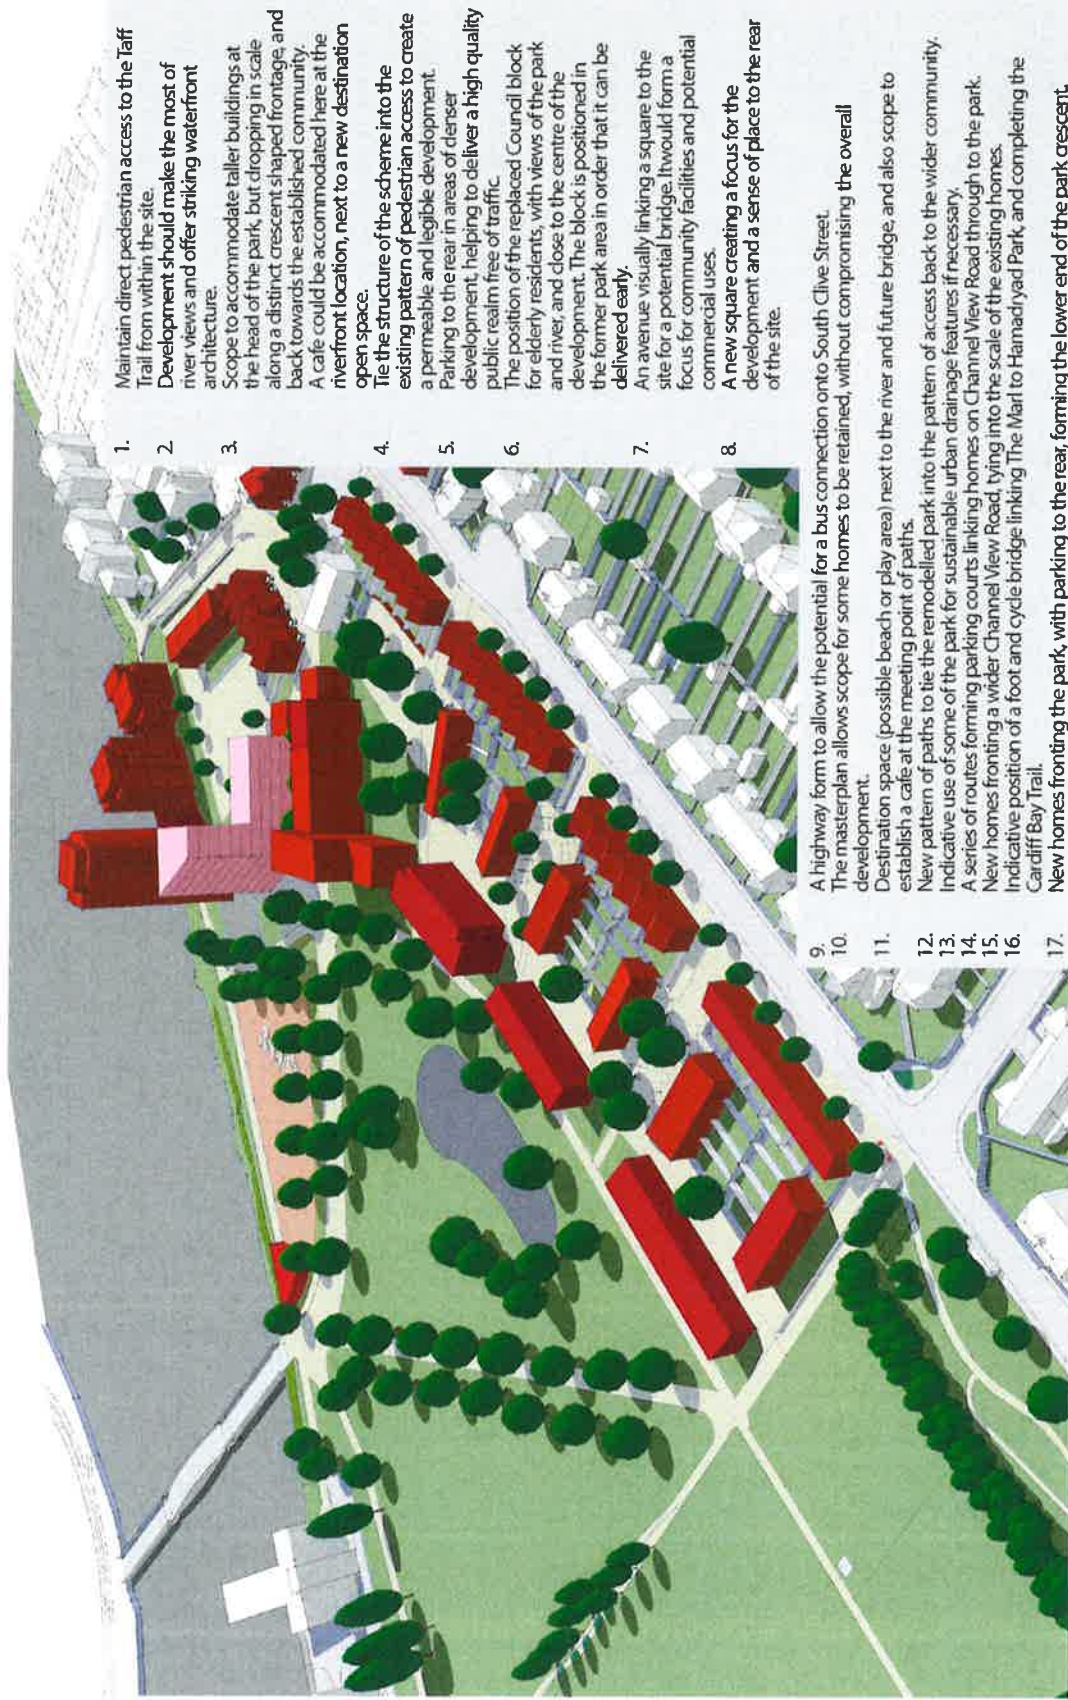 1. Maintain direct pedestrian access to the Taff
Trail from within the site.
2. Development should make the most of
river views and offer striking waterfront
architecture.
3. Scope to accommodate taller buildings at
the head of the park, but dropping in scale
along a distinct crescent shaped frontage, and
back towards the established community.
A cafe could be accommodated here at the
riverfront location, next to a new destination
open space.
4. Tie the structure of the scheme into the
existing pattern of pedestrian access to create
a permeable and legible development.
5. Parking to the rear in areas of denser
development, helping to deliver a high quality
public realm free of traffic.
6. The position of the replaced Council block
for elderly residents, with views of the park
and river, and close to the centre of the
development. The block is positioned in
the former park area in order that it can be
delivered early.
7. An avenue visually linking a square to the
site for a potential bridge. It would form a
focus for community facilities and potential
commercial uses.
8. A new square creating a focus for the
development and a sense of place to the rear
of the site.
9. A highway form to allow the potential for a bus connection onto South Clive Street.
10. The masterplan allows scope for some homes to be retained, without compromising the overall
development.
11. Destination space (possible beach or play area) next to the river and future bridge, and also scope to
establish a cafe at the meeting point of paths.
12. New pattern of paths to tie the remodelled park into the pattern of access back to the wider community.
13. Indicative use of some of the park for sustainable urban drainage features if necessary.
14. A series of routes forming parking courts linking homes on Channel View Road through to the park.
15. New homes fronting a wider Channel View Road, tying into the scale of the existing homes.
16. Indicative position of a foot and cycle bridge linking The Marl to Hamadryad Park, and completing the
Cardiff Bay Trail.
17. New homes fronting the park, with parking to the rear, forming the lower end of the park crescent.